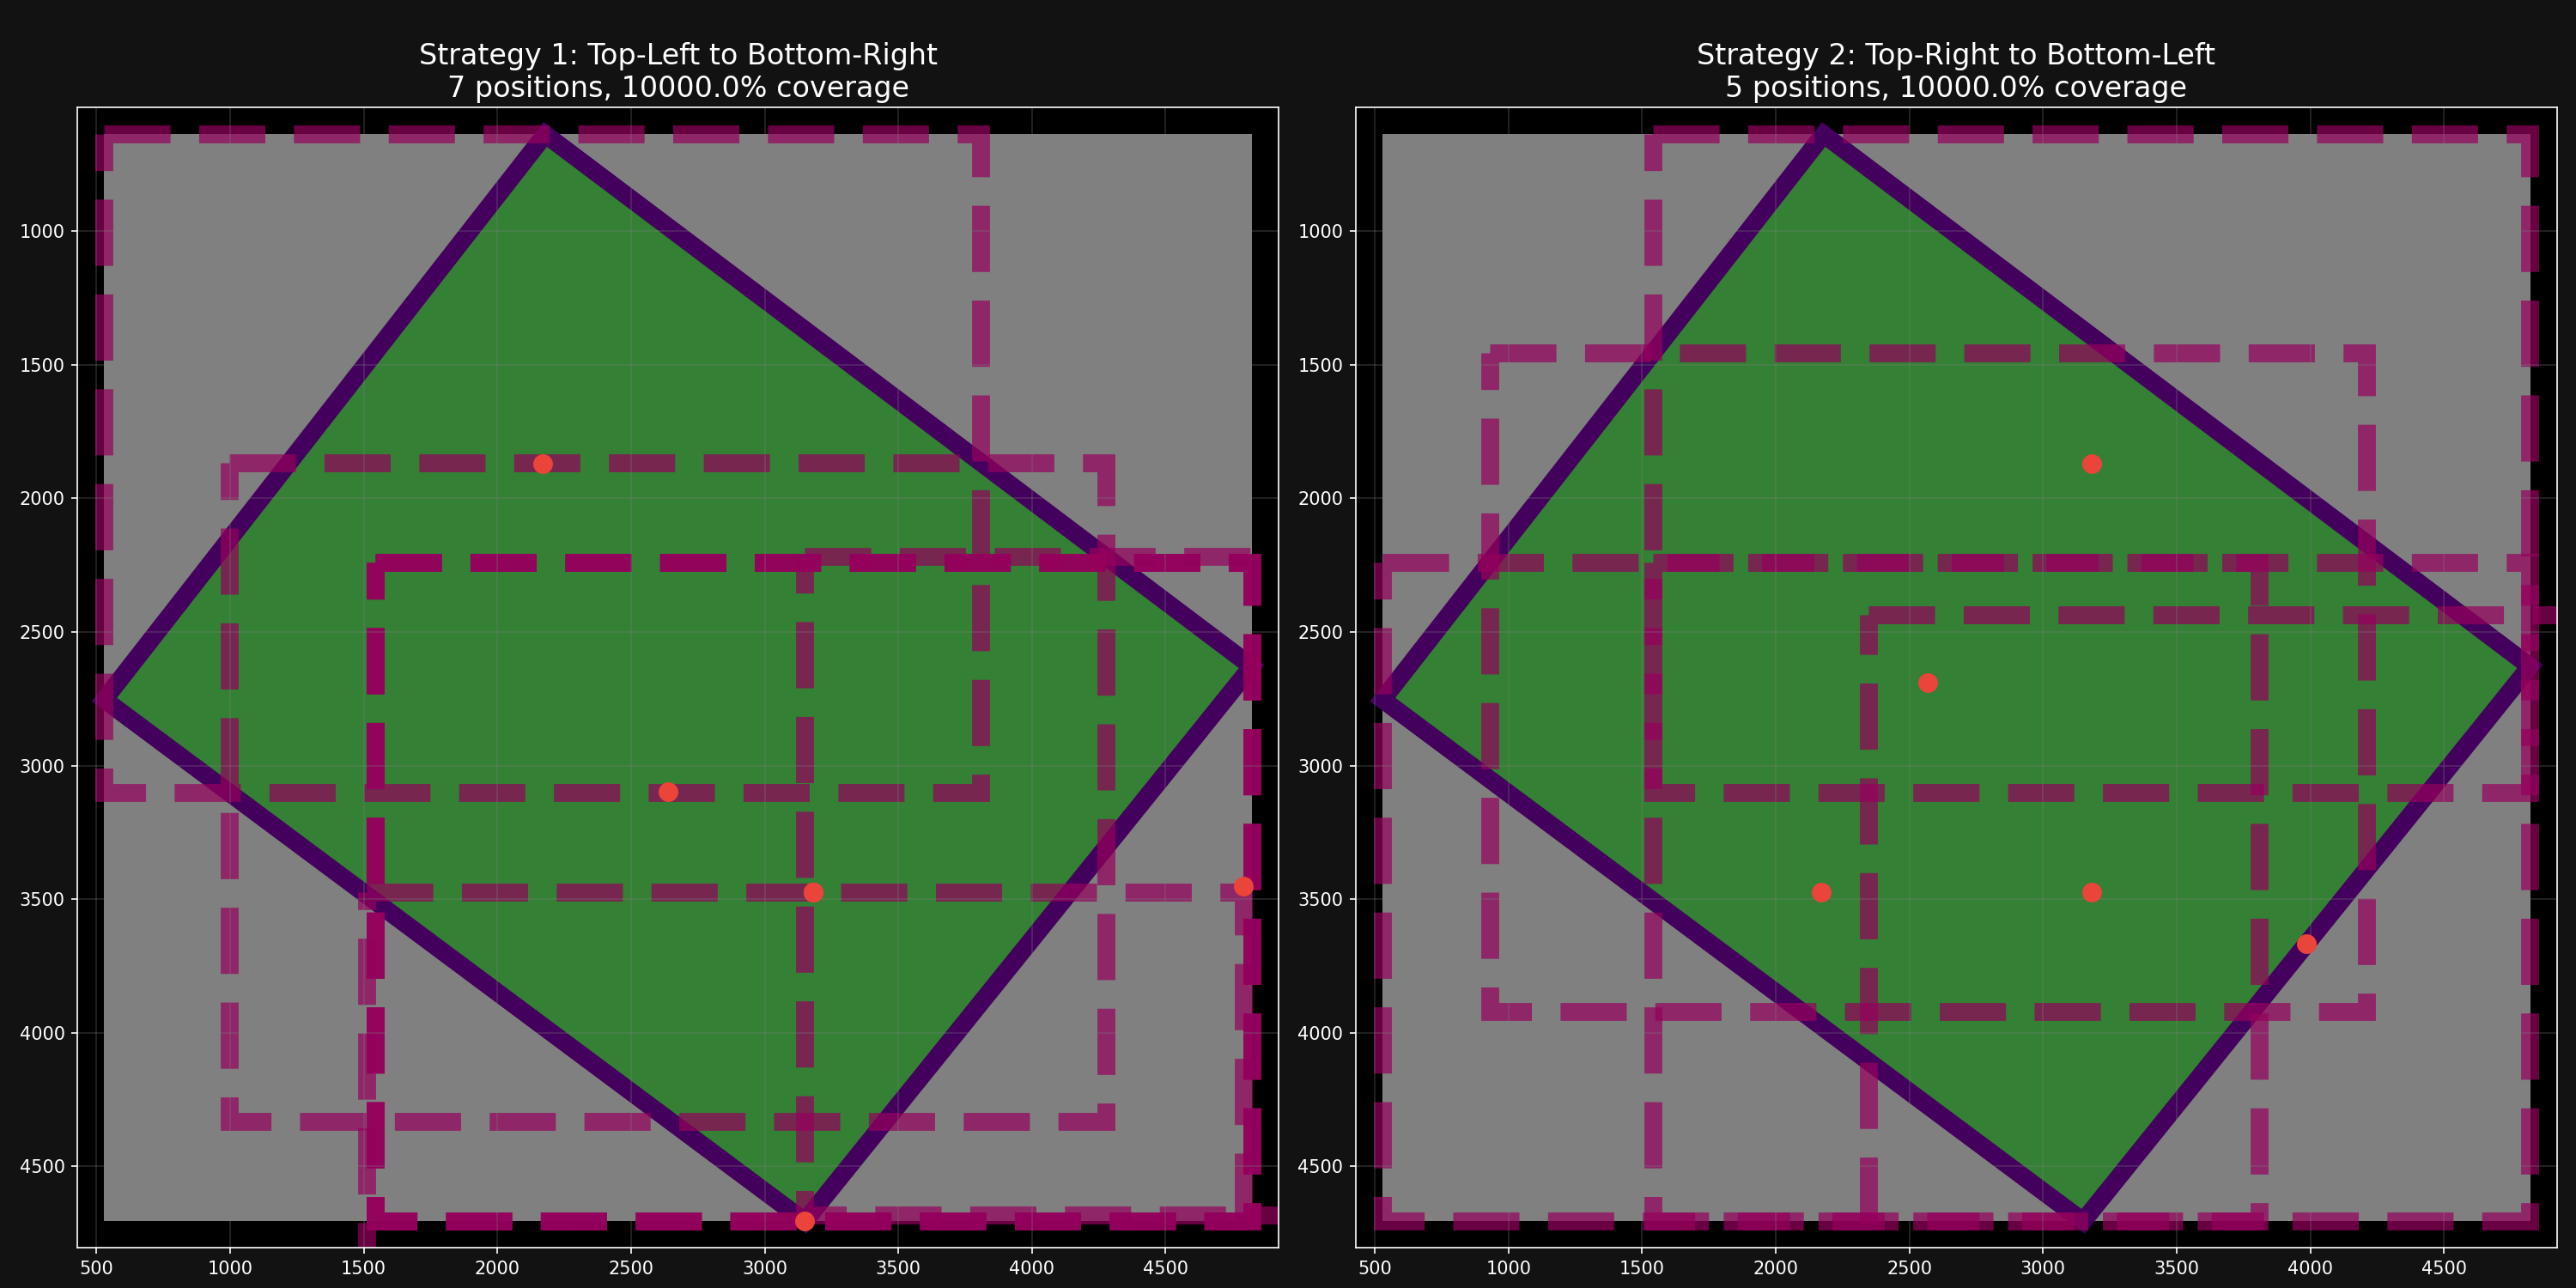 Strategy 1: Top-Left to Bottom-Right
7 positions, 10000.0% coverage
1000
1500
2000
2500
3000
3500
4000
4500
500 1000 1500 2000 2500 3000 3500 4000 4500
Strategy 2: Top-Right to Bottom-Left
5 positions, 10000.0% coverage
1000
1500
2000
2500
3000
3500
4000
4500
500 1000 1500 2000 2500 3000 3500 4000 4500